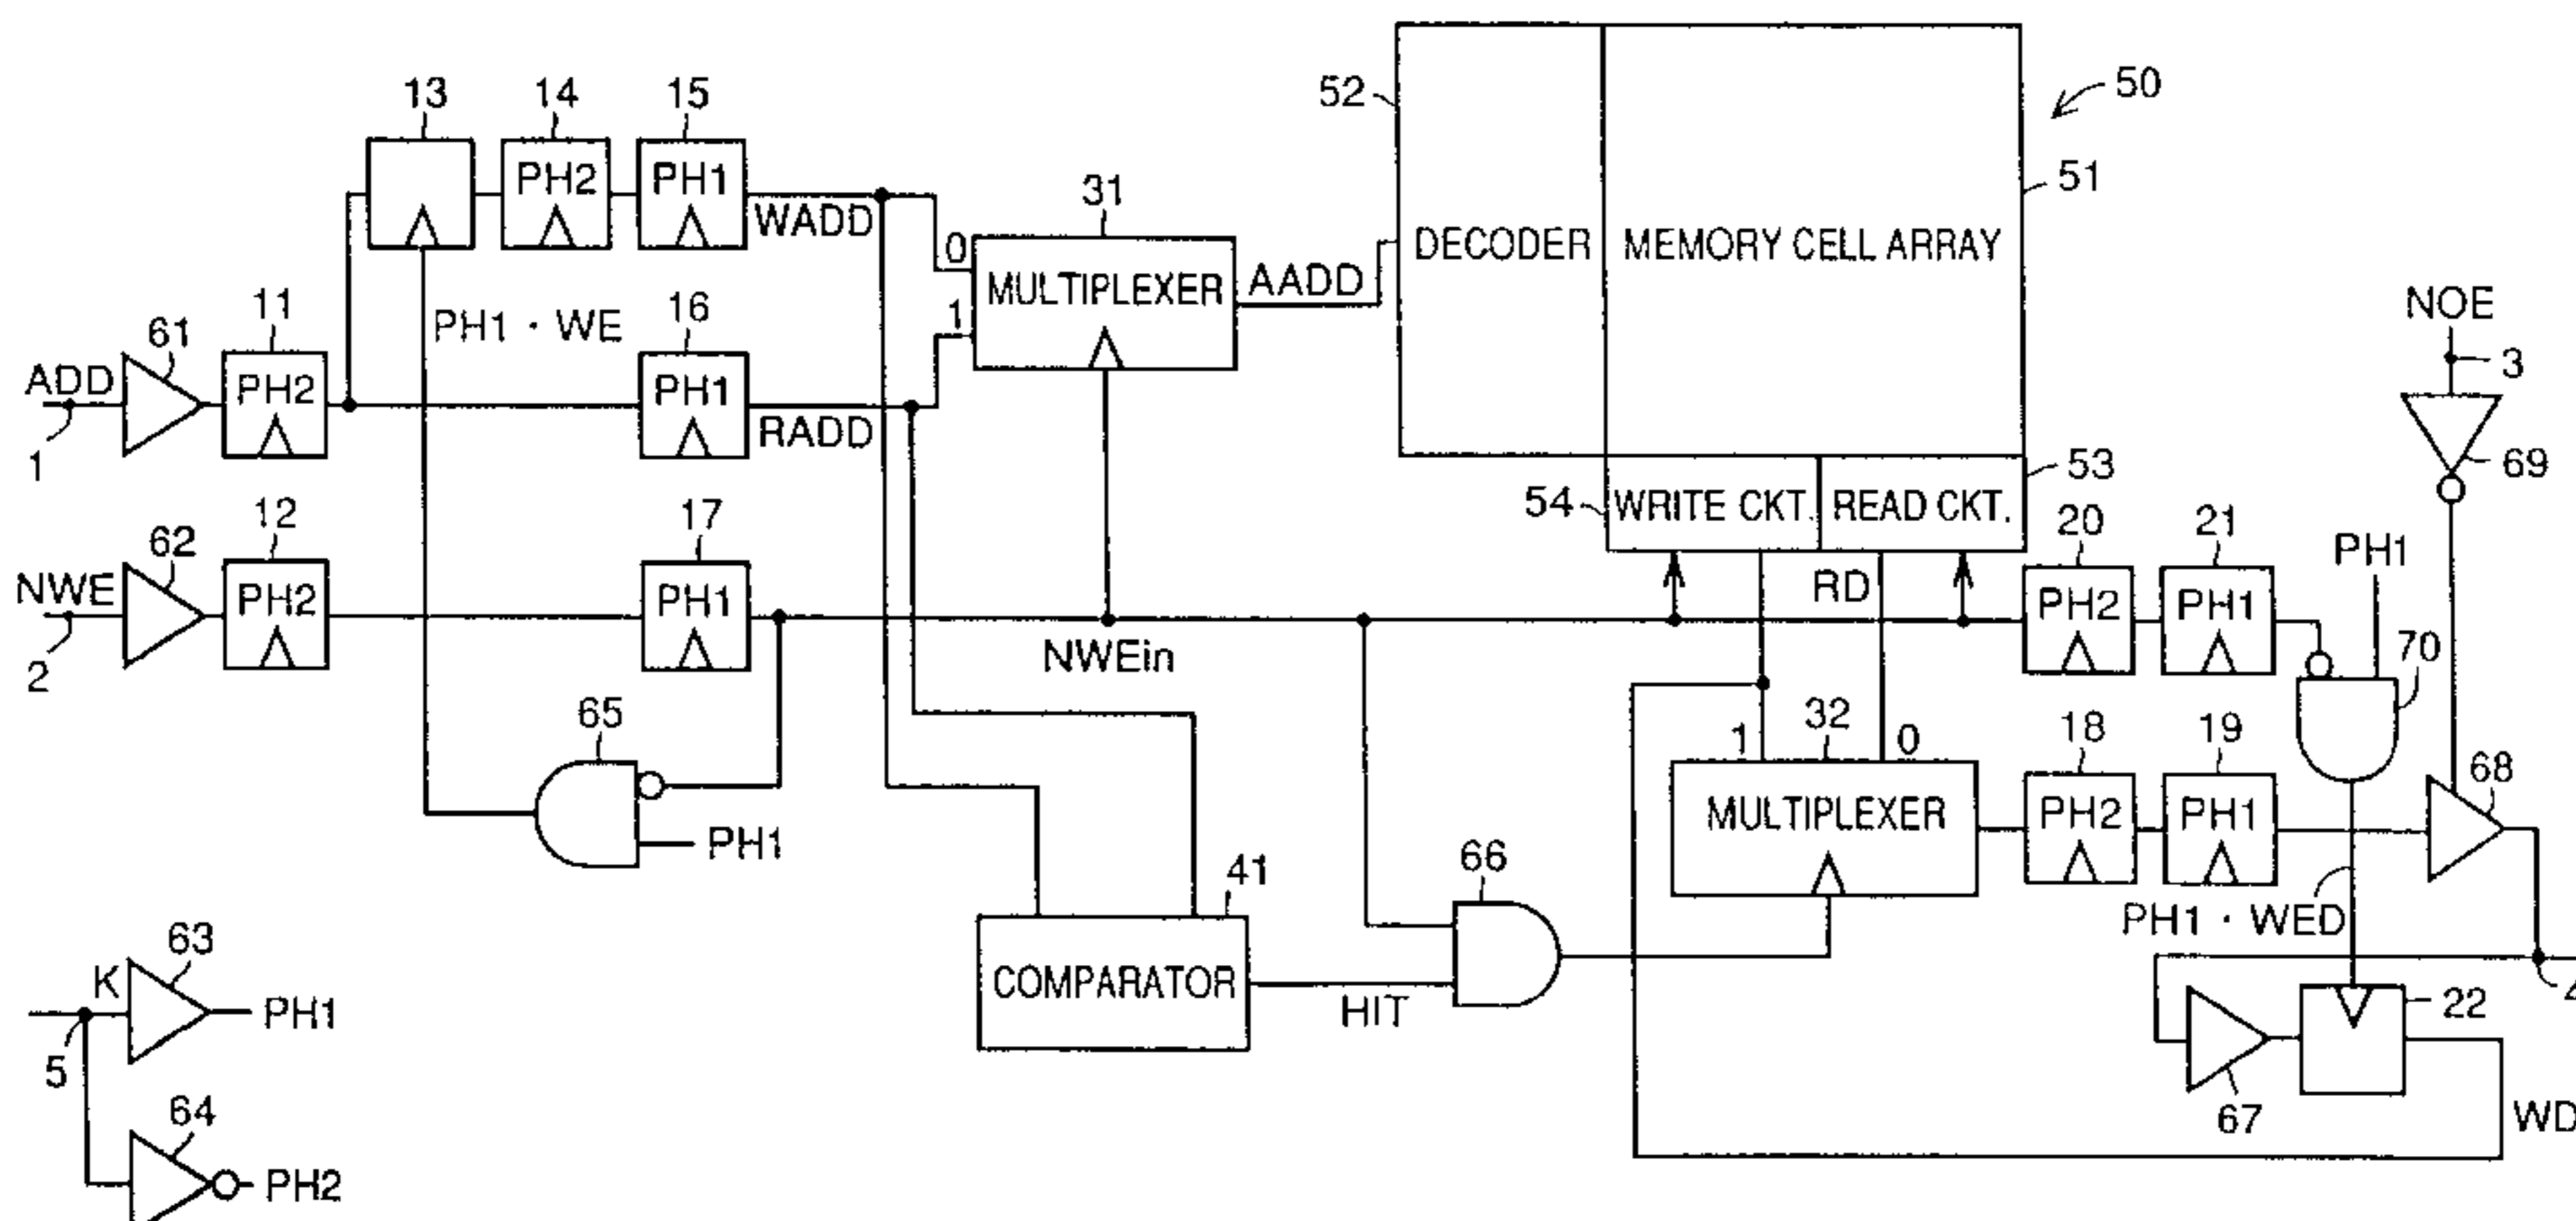 52
50
13
14
15
PH2
PH1
31
51
WADD
0
DECODER
MEMORY CELL ARRAY
MULTIPLEXER
AADD
NOE
11
61
PH1 · WE
16
1
3
ADD
PH2
PH1
RADD
1
53
69
54
WRITE CKT.
READ CKT.
12
62
17
20
21
PH1
NWE
PH2
PH1
RD
PH2
PH1
2
NWEin
70
65
1
32
0
18
19
68
MULTIPLEXER
PH2
PH1
PH1
66
41
PH1 · WED
63
K
COMPARATOR
PH1
HIT
4
22
5
64
67
WD
PH2